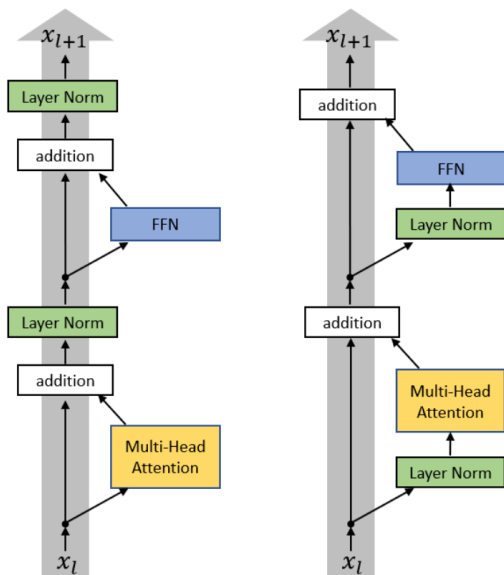 x_{l+1}
Layer Norm
addition
FFN
Layer Norm
addition
Multi-Head
Attention
x_l
x_{l+1}
addition
FFN
Layer Norm
addition
Multi-Head
Attention
Layer Norm
x_l